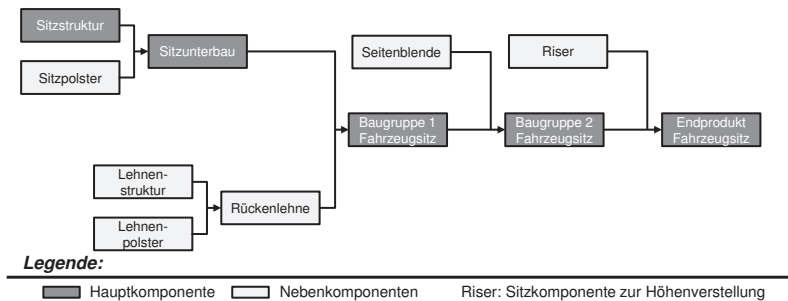 Sitzstruktur
Sitzpolster
Sitzunterbau
Seitenblende
Riser
Baugruppe 1
Fahrzeugsitz
Baugruppe 2
Fahrzeugsitz
Endprodukt
Fahrzeugsitz
Lehnen-
struktur
Lehnen-
polster
Rückenlehne
Legende:
Hauptkomponente
Nebenkomponenten
Riser: Sitzkomponente zur Höhenverstellung